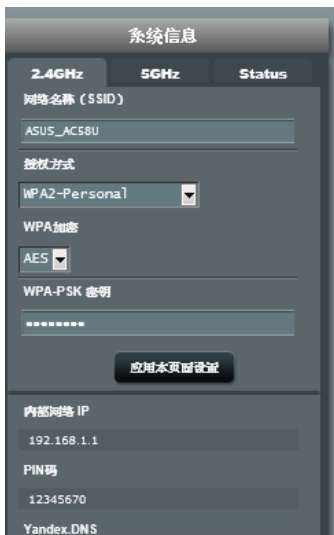 系统信息
2.4GHz 5GHz Status
网络名称（SSID）
ASUS_AC58U
授权方式
WPA2-Personal
WPA加密
AES
WPA-PSK 密钥
应用本页面设置
内部网络 IP
192.168.1.1
PIN码
12345670
Yandex.DNS